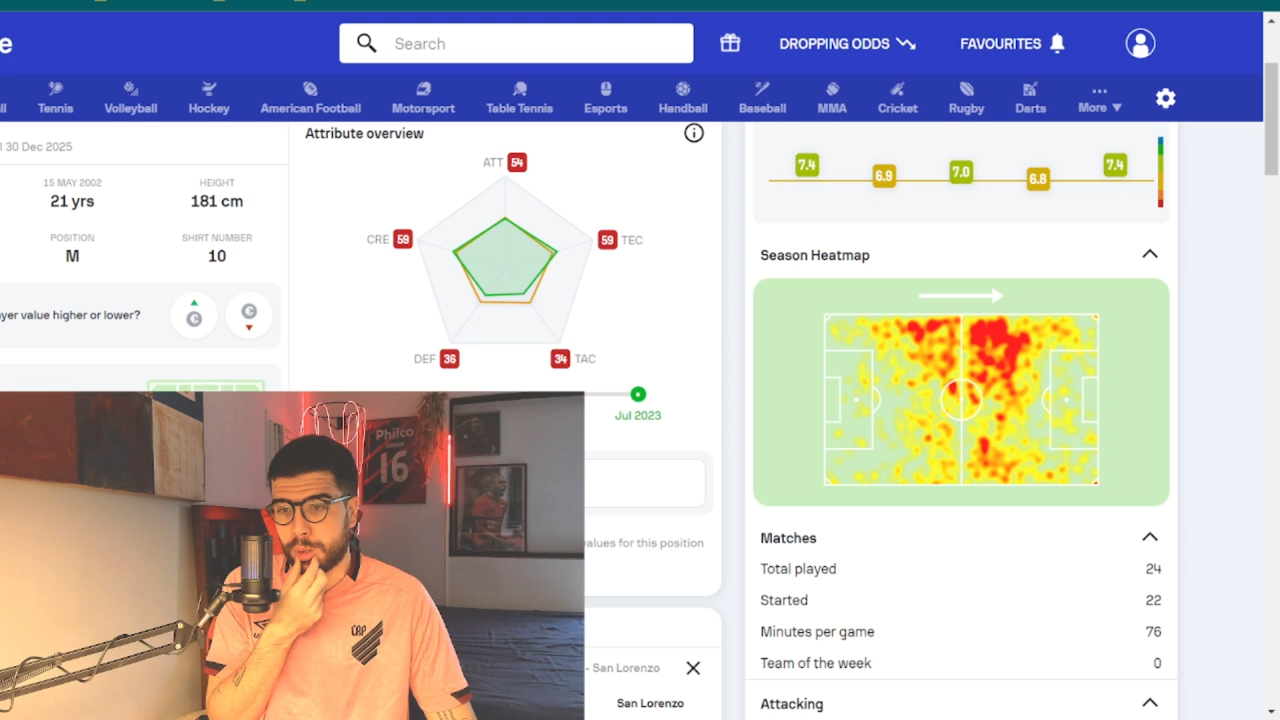 e
Search
DROPPING ODDS
FAVOURITES
ll
Tennis
Volleyball
Hockey
American Football
Motorsport
Table Tennis
Esports
Handball
Baseball
MMA
Cricket
Rugby
Darts
More ▼
l 30 Dec 2025
15 MAY 2002
21 yrs
HEIGHT
181 cm
POSITION
M
SHIRT NUMBER
10
yer value higher or lower?
C
C
Attribute overview
ATT 54
CRE 59
59 TEC
DEF 36
34 TAC
Jul 2023
alues for this position
- San Lorenzo
San Lorenzo
7.4
6.9
7.0
6.8
7.4
Season Heatmap
Matches
Total played 24
Started 22
Minutes per game 76
Team of the week 0
Attacking
Philco
16
CAP